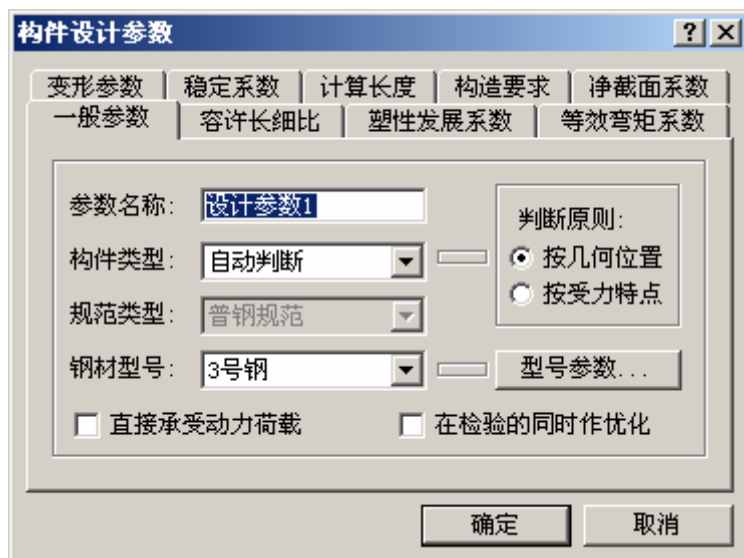 构件设计参数
变形参数 稳定系数 计算长度 构造要求 净截面系数
一般参数 容许长细比 塑性发展系数 等效弯矩系数
参数名称: 设计参数1
判断原则:
构件类型: 自动判断
按几何位置
规范类型: 普钢规范
按受力特点
钢材型号: 3号钢 型号参数...
直接承受动力荷载 在检验的同时作优化
确定 取消